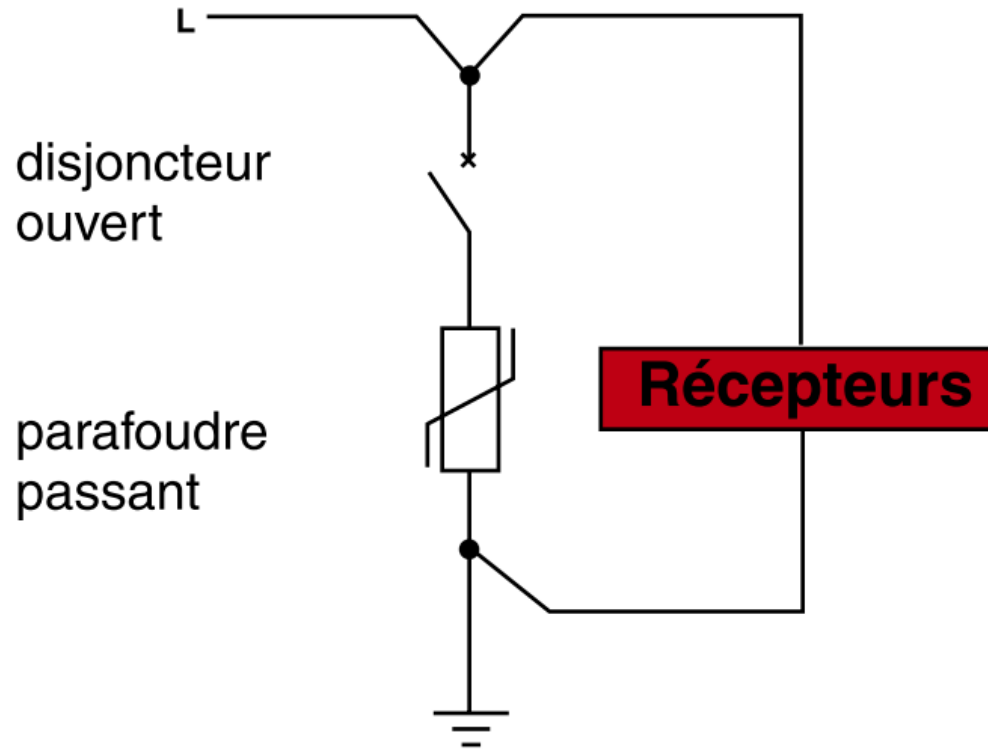 L
disjoncteur
ouvert
Récepteurs
parafoudre
passant